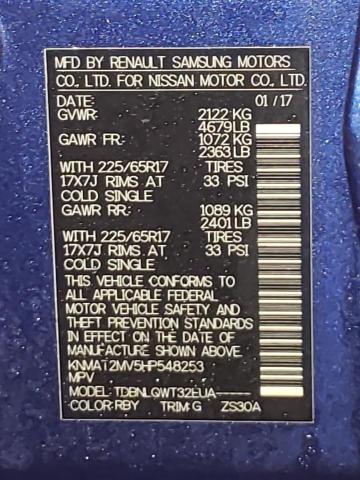 MFD BY RENAULT SAMSUNG MOTORS
CO., LTD. FOR NISSAN MOTOR CO., LTD.
DATE: 01 / 17
GVWR: 2122 KG
4679 LB
GAWR FR: 1072 KG
2363 LB
WITH 225/65R17 TIRES
17X7J RIMS AT 33 PSI
COLD SINGLE
GAWR RR: 1089 KG
2401 LB
WITH 225/65R17 TIRES
17X7J RIMS AT 33 PSI
COLD SINGLE
THIS VEHICLE CONFORMS TO
ALL APPLICABLE FEDERAL
MOTOR VEHICLE SAFETY AND
THEFT PREVENTION STANDARDS
IN EFFECT ON THE DATE OF
MANUFACTURE SHOWN ABOVE.
KNMAT2MV5HP548253
MPV
MODEL: TDBNLQWT32EUA-----
COLOR: RBY TRIM: G ZS30A